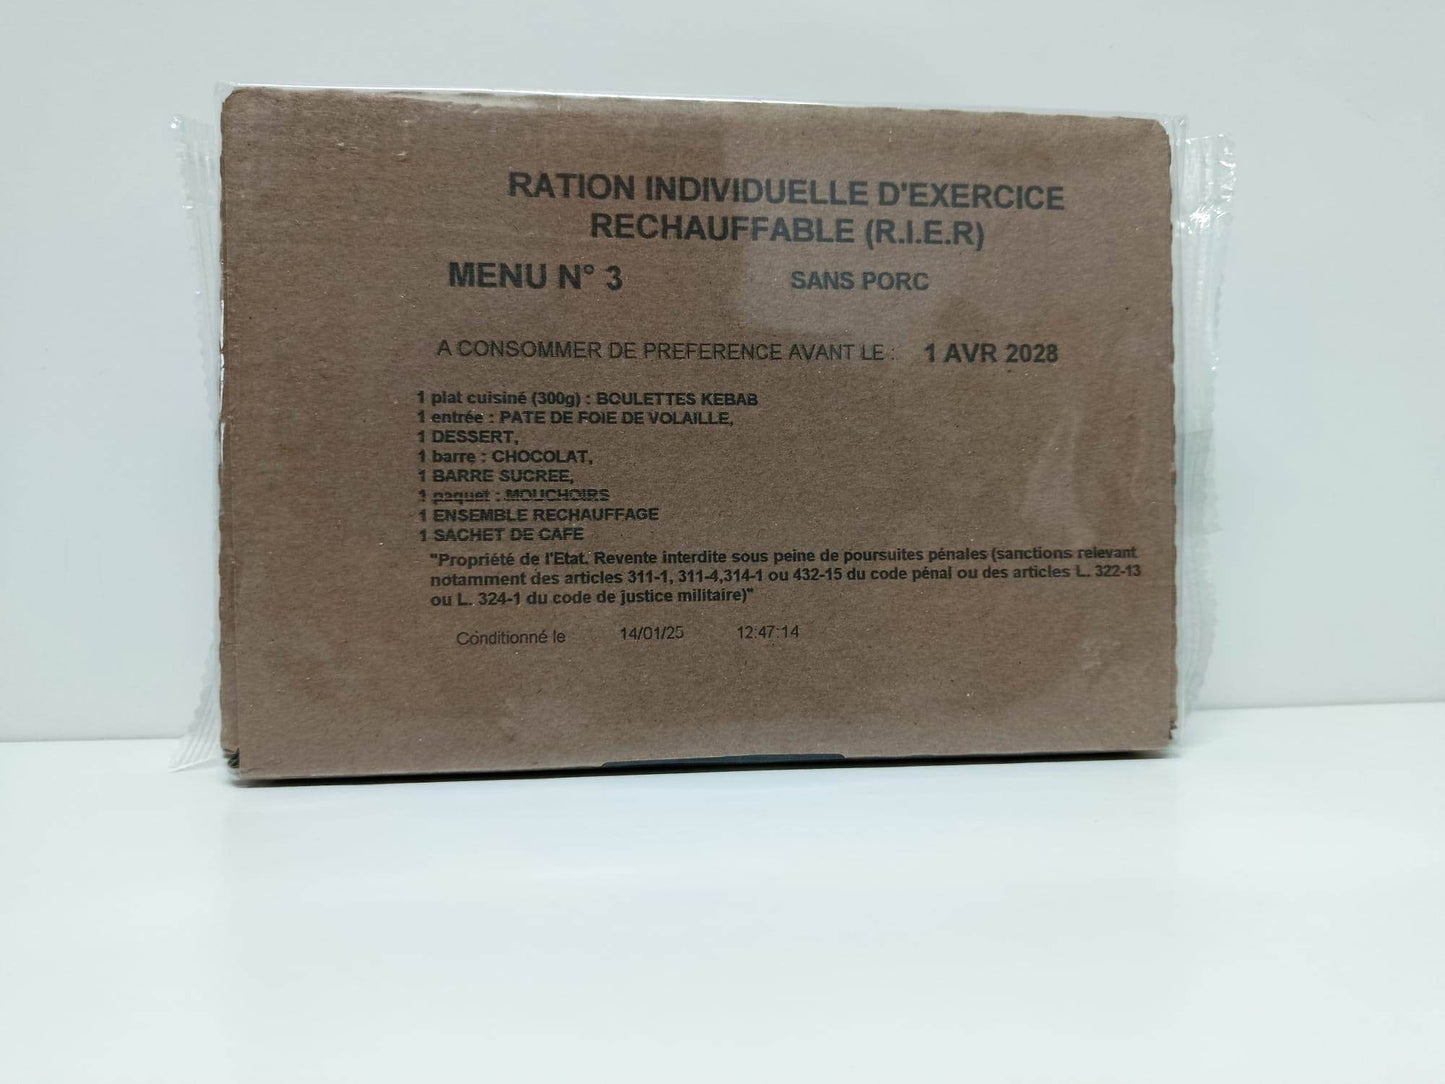 RATION INDIVIDUELLE D'EXERCICE
RECHAUFFABLE (R.I.E.R)
MENU N° 3 SANS PORC
A CONSOMMER DE PREFERENCE AVANT LE : 1 AVR 2028
1 plat cuisiné (300g) : BOULETTES KEBAB
1 entrée : PATE DE FOIE DE VOLAILLE,
1 DESSERT,
1 barre : CHOCOLAT,
1 BARRE SUCREE,
1 paquet : MOUCHOIRS
1 ENSEMBLE RECHAUFFAGE
1 SACHET DE CAFE
"Propriété de l'Etat. Revente interdite sous peine de poursuites pénales (sanctions relevant
notamment des articles 311-1, 311-4,314-1 ou 432-15 du code pénal ou des articles L. 322-13
ou L. 324-1 du code de justice militaire)"
Conditionné le 14/01/25 12:47:14